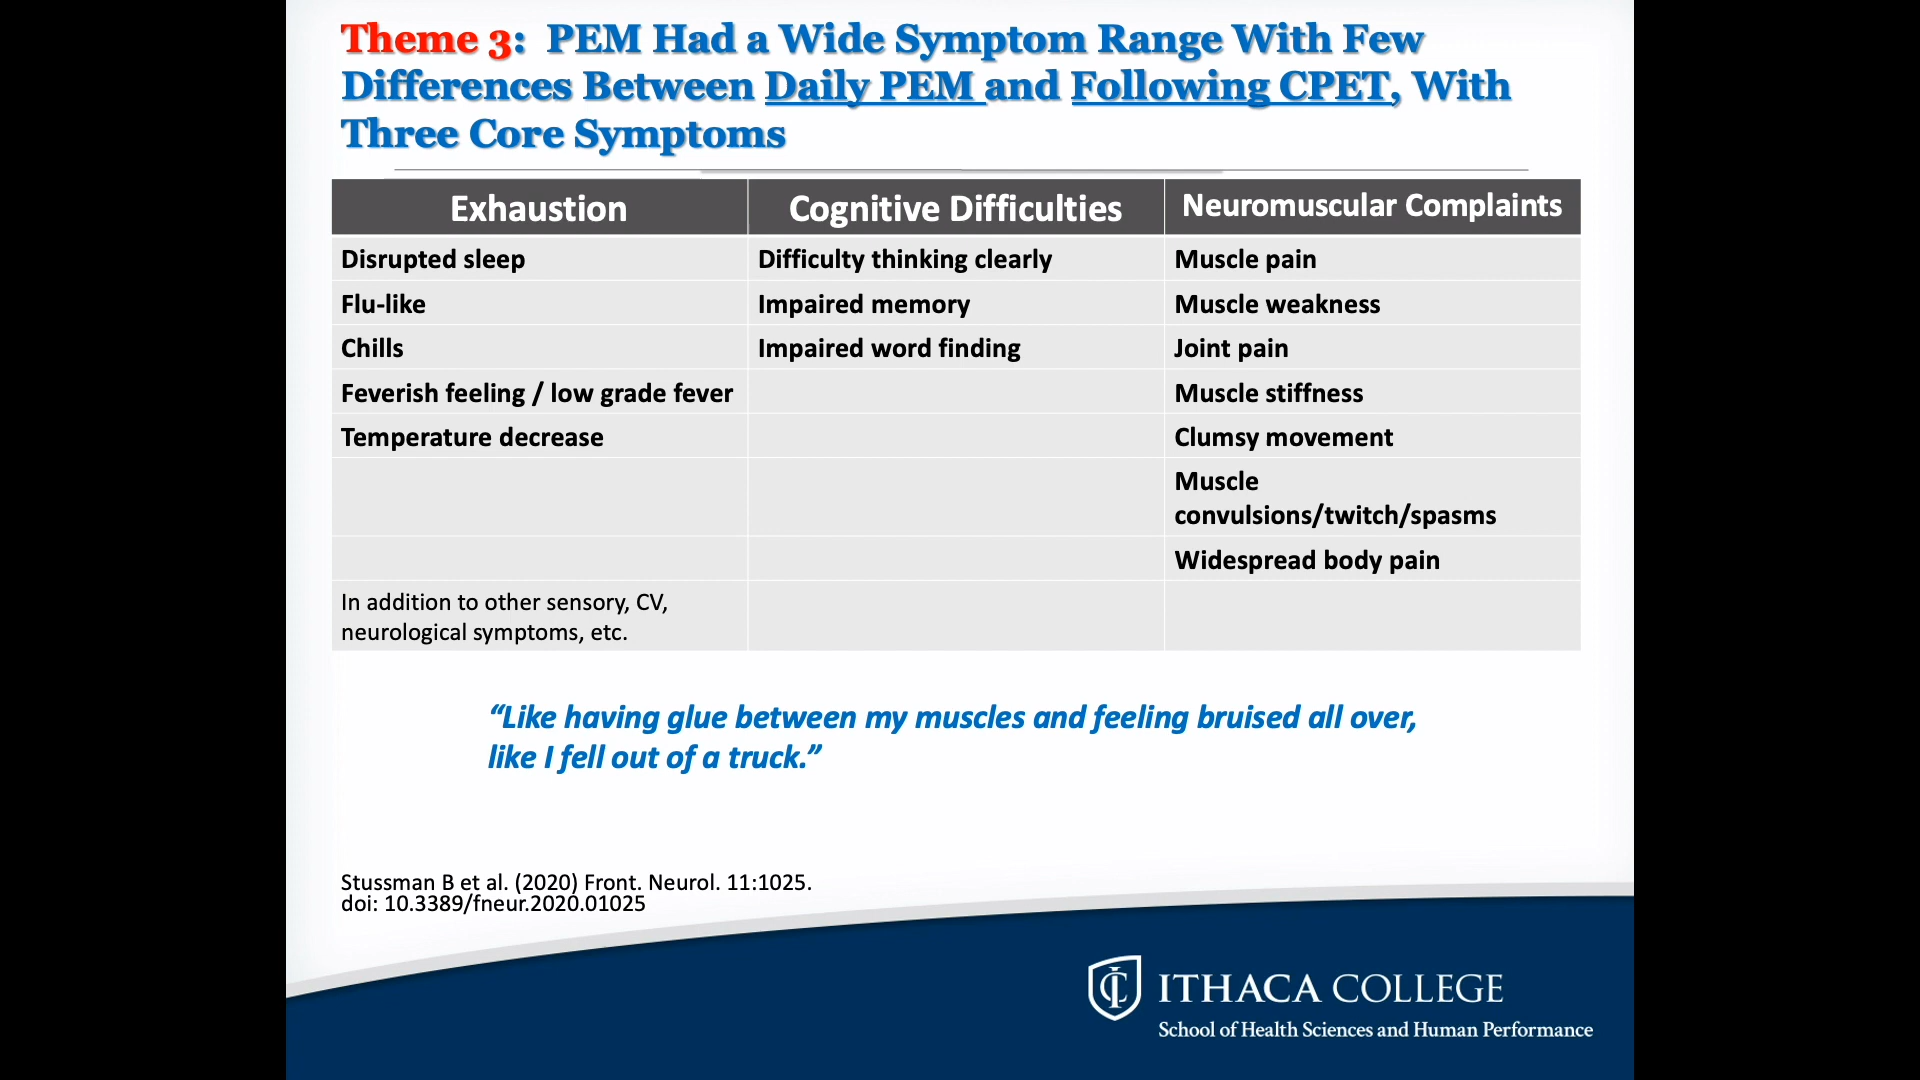 Theme 3: PEM Had a Wide Symptom Range With Few
Differences Between Daily PEM and Following CPET, With
Three Core Symptoms
Exhaustion Cognitive Difficulties Neuromuscular Complaints
Disrupted sleep Difficulty thinking clearly Muscle pain
Flu-like Impaired memory Muscle weakness
Chills Impaired word finding Joint pain
Feverish feeling / low grade fever Muscle stiffness
Temperature decrease Clumsy movement
Muscle
convulsions/twitch/spasms
Widespread body pain
In addition to other sensory, CV,
neurological symptoms, etc.
“Like having glue between my muscles and feeling bruised all over,
like I fell out of a truck.”
Stussman B et al. (2020) Front. Neurol. 11:1025.
doi: 10.3389/fneur.2020.01025
ITHACA COLLEGE
School of Health Sciences and Human Performance